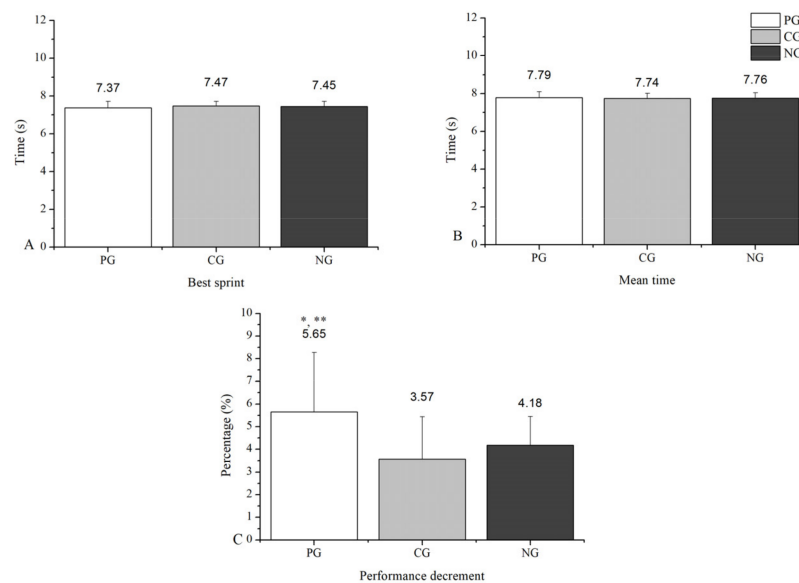 12
10
8
6
4
2
0
Time (s)
7.37
7.47
7.45
A
PG
CG
NG
Best sprint
12
10
8
6
4
2
0
Time (s)
7.79
7.74
7.76
B
PG
CG
NG
Mean time
PG
CG
NG
10
9
8
7
6
5
4
3
2
1
0
Percentage (%)
*, **
5.65
3.57
4.18
C
PG
CG
NG
Performance decrement